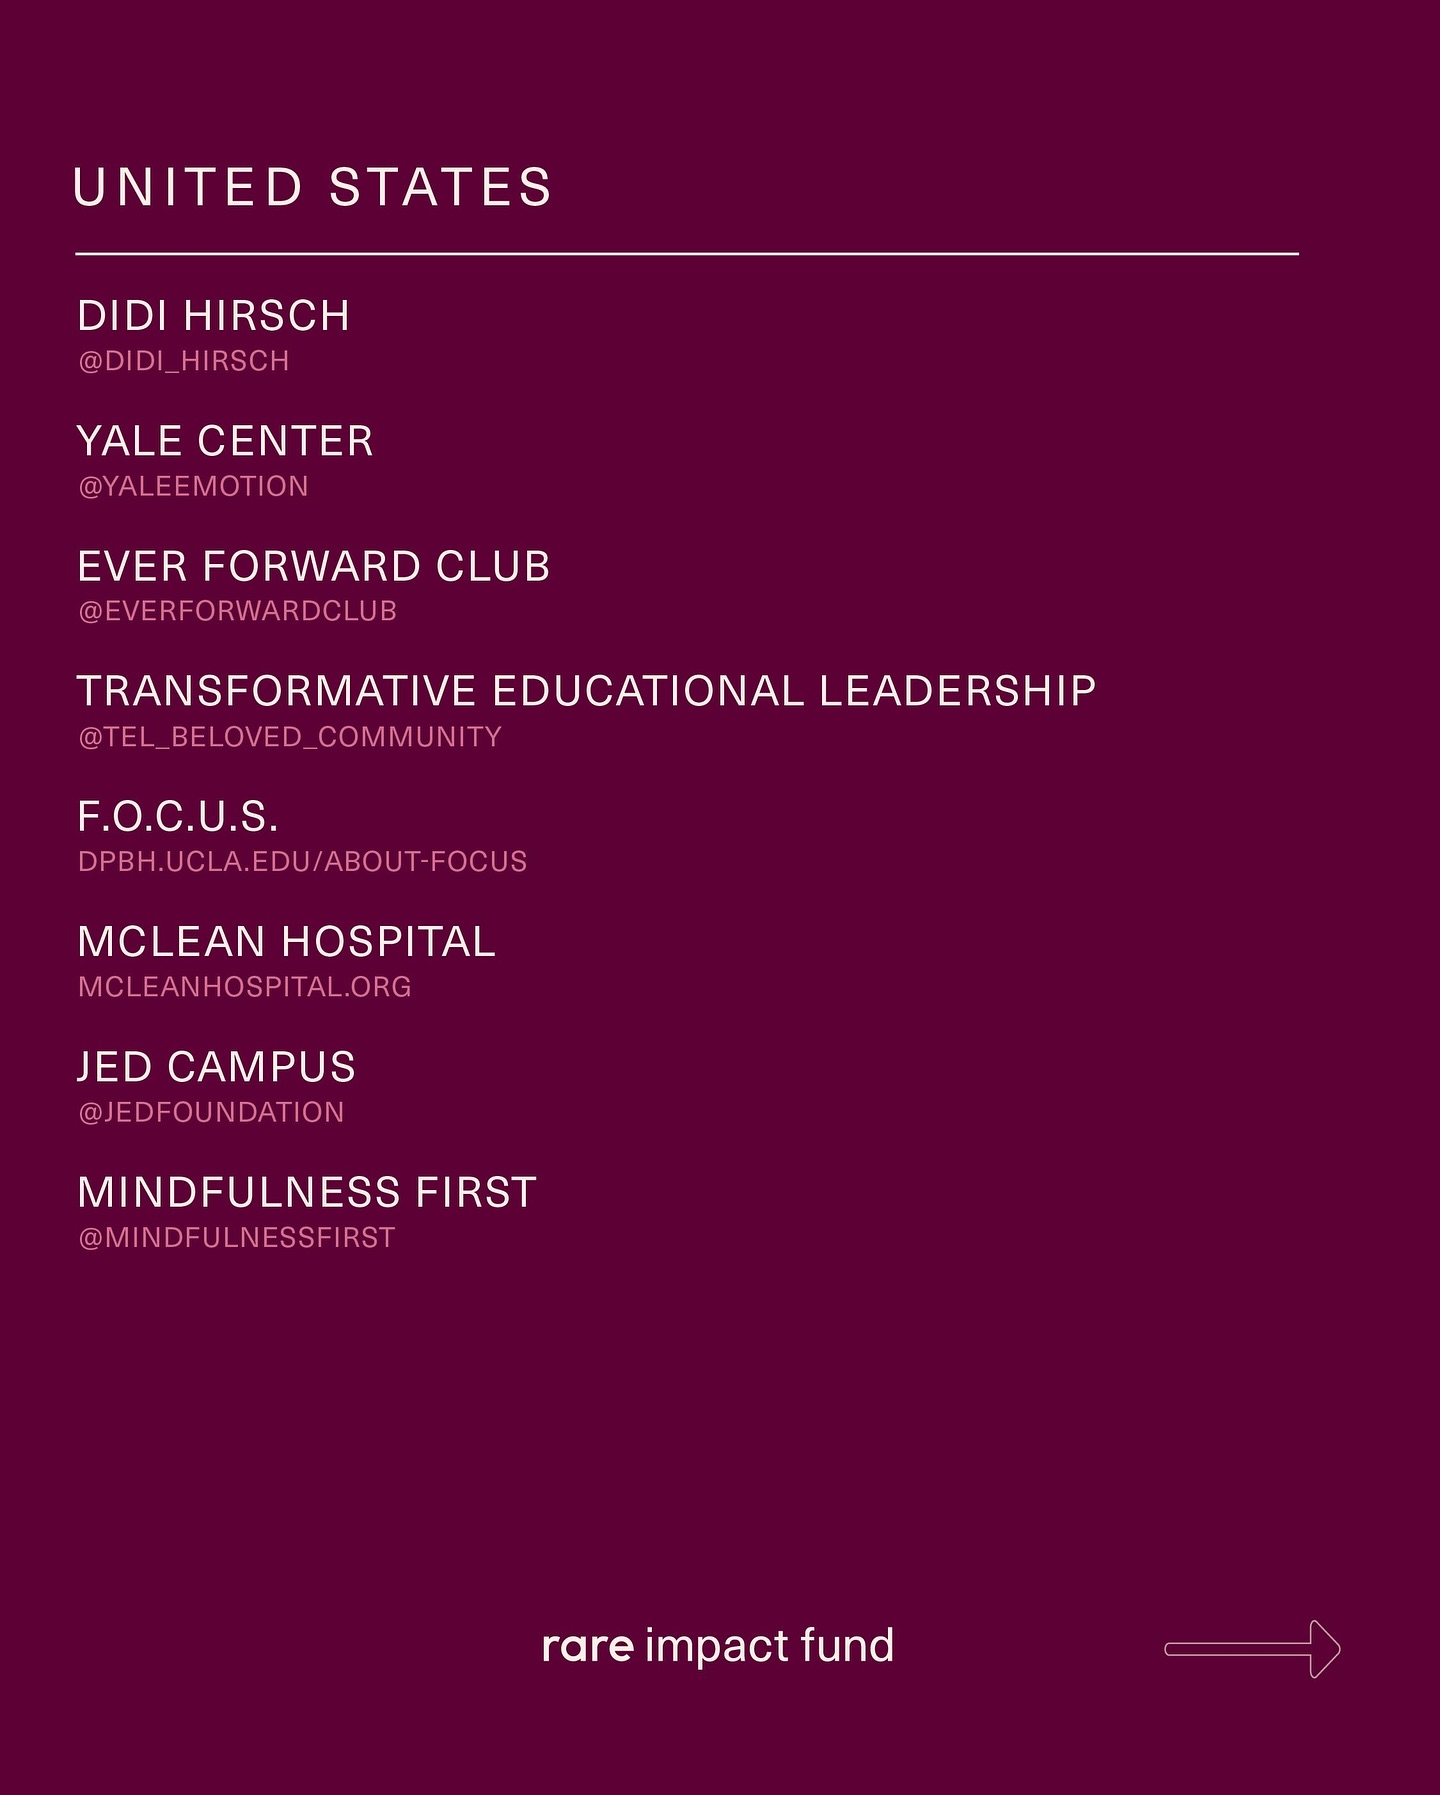 UNITED STATES
DIDI HIRSCH
@DIDI_HIRSCH
YALE CENTER
@YALEEMOTION
EVER FORWARD CLUB
@EVERFORWARDCLUB
TRANSFORMATIVE EDUCATIONAL LEADERSHIP
@TEL_BELOVED_COMMUNITY
F.O.C.U.S.
DPBH.UCLA.EDU/ABOUT-FOCUS
MCLEAN HOSPITAL
MCLEANHOSPITAL.ORG
JED CAMPUS
@JEDFOUNDATION
MINDFULNESS FIRST
@MINDFULNESSFIRST
rare impact fund